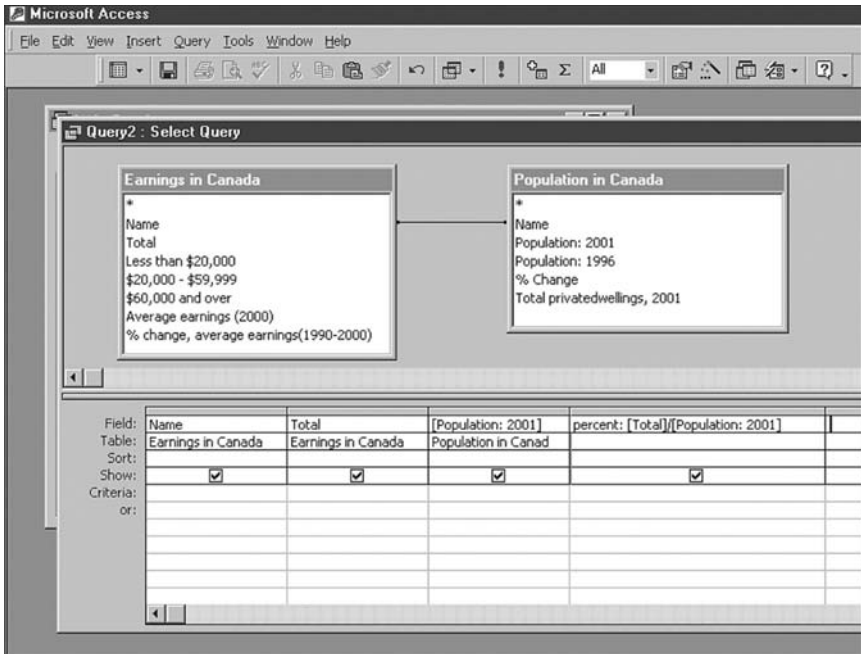 Microsoft Access
File Edit View Insert Query Tools Window Help
Σ All
Query2 : Select Query
Earnings in Canada
*
Name
Total
Less than $20,000
$20,000 - $59,999
$60,000 and over
Average earnings (2000)
% change, average earnings(1990-2000)
Population in Canada
*
Name
Population: 2001
Population: 1996
% Change
Total privatedwellings, 2001
Field: Name Total [Population: 2001] percent: [Total]/[Population: 2001]
Table: Earnings in Canada Earnings in Canada Population in Canad
Sort:
Show:
Criteria:
or: